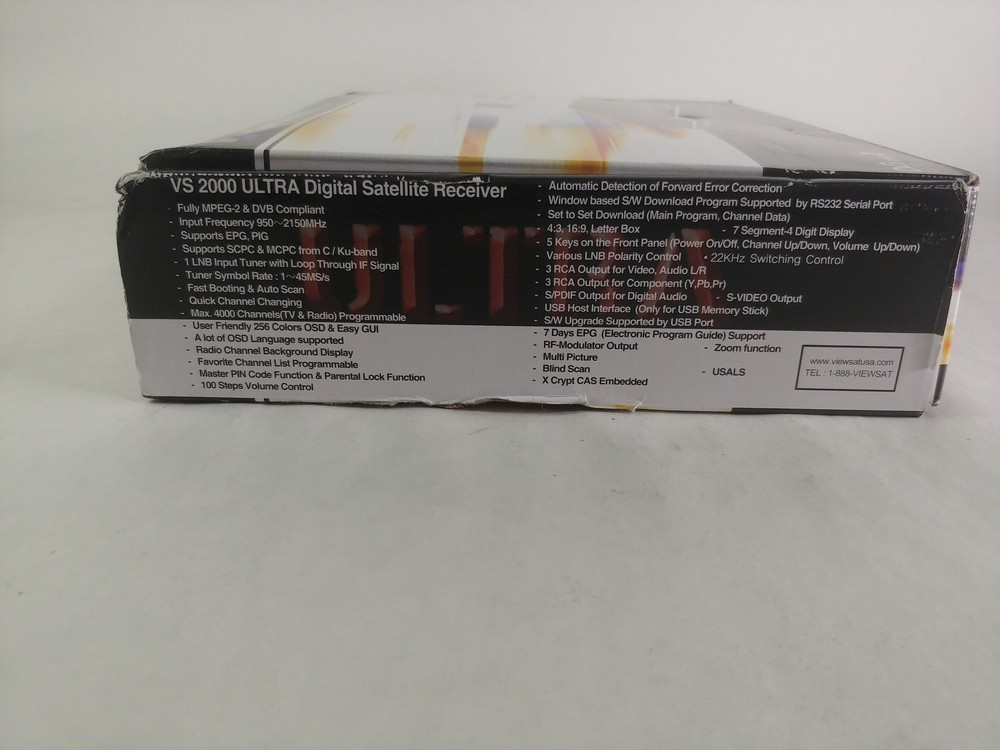 VS 2000 ULTRA Digital Satellite Receiver
- Fully MPEG-2 & DVB Compliant
- Input Frequency 950~2150MHz
- Supports EPG, PIG
- Supports SCPC & MCPC from C / Ku-band
- 1 LNB Input Tuner with Loop Through IF Signal
- Tuner Symbol Rate : 1~45MS/s
- Fast Booting & Auto Scan
- Quick Channel Changing
- Max. 4000 Channels(TV & Radio) Programmable
- User Friendly 256 Colors OSD & Easy GUI
- A lot of OSD Language supported
- Radio Channel Background Display
- Favorite Channel List Programmable
- Master PIN Code Function & Parental Lock Function
- 100 Steps Volume Control
- Automatic Detection of Forward Error Correction
- Window based S/W Download Program Supported by RS232 Serial Port
- Set to Set Download (Main Program, Channel Data)
- 4:3, 16:9, Letter Box - 7 Segment-4 Digit Display
- 5 Keys on the Front Panel (Power On/Off, Channel Up/Down, Volume Up/Down)
- Various LNB Polarity Control • 22KHz Switching Control
- 3 RCA Output for Video, Audio L/R
- 3 RCA Output for Component (Y,Pb,Pr)
- S/PDIF Output for Digital Audio - S-VIDEO Output
- USB Host Interface (Only for USB Memory Stick)
- S/W Upgrade Supported by USB Port
- 7 Days EPG (Electronic Program Guide) Support
- RF-Modulator Output - Zoom function
- Multi Picture
- Blind Scan - USALS
- X Crypt CAS Embedded
www.viewsatusa.com
TEL : 1-888-VIEWSAT
ULTRA